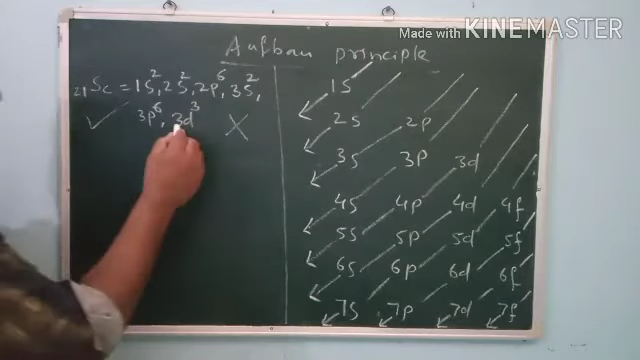 Made with KINEMASTER
Aufbau principle
₂₁Sc = 1S², 2S², 2p⁶, 3S²,
3p⁶, 3d³
1s
2s 2p
3s 3p 3d
4s 4p 4d 4f
5s 5p 5d 5f
6s 6p 6d 6f
7s 7p 7d 7f